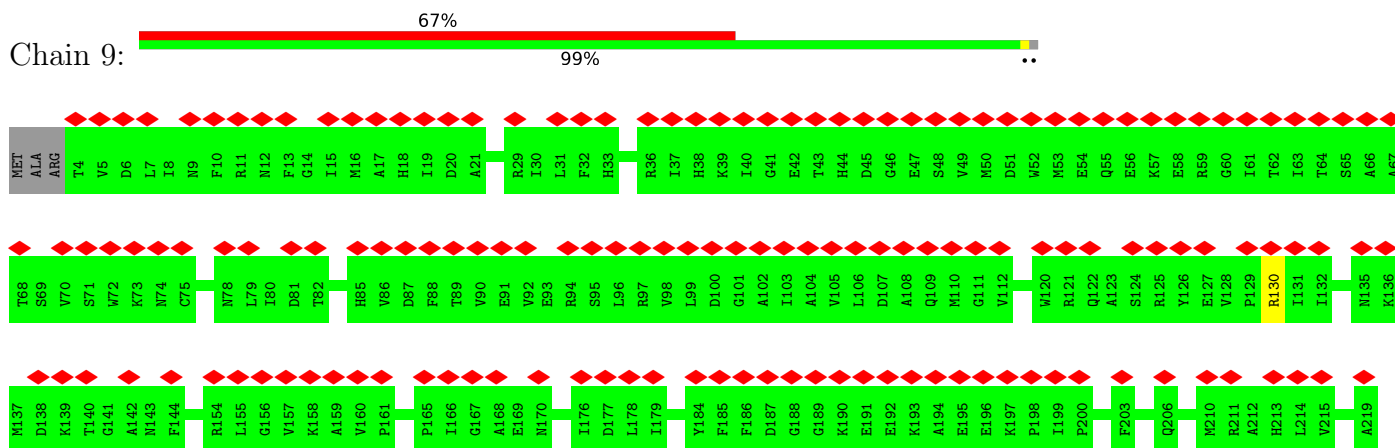 67%
Chain 9:
99%
••
MET ALA ARG T4 V5 D6 L7 I8 N9 F10 R11 N12 F13 G14 I15 M16 A17 H18 I19 D20 A21 R29 I30 L31 F32 H33 R36 I37 H38 K39 I40 G41 E42 T43 H44 D45 G46 E47 S48 V49 M50 D51 W52 M53 E54 Q55 E56 K57 E58 R59 G60 I61 T62 I63 T64 S65 A66 A67
T68 S69 V70 S71 W72 K73 N74 C75 N78 L79 I80 D81 T82 H85 V86 D87 F88 T89 V90 E91 V92 E93 R94 S95 L96 R97 V98 L99 D100 G101 A102 I103 A104 V105 L106 D107 A108 Q109 M110 G111 V112 W120 R121 Q122 A123 S124 R125 Y126 E127 V128 P129 R130 I131 I132 N135 K136
M137 D138 K139 T140 G141 A142 N143 F144 R154 L155 G156 V157 K158 A159 V160 P161 P165 I166 G167 A168 E169 N170 I176 D177 L178 I179 Y184 F185 F186 D187 G188 G189 K190 E191 E192 K193 A194 E195 E196 K197 P198 I199 P200 F203 Q206 M210 R211 A212 H213 L214 V215 A219